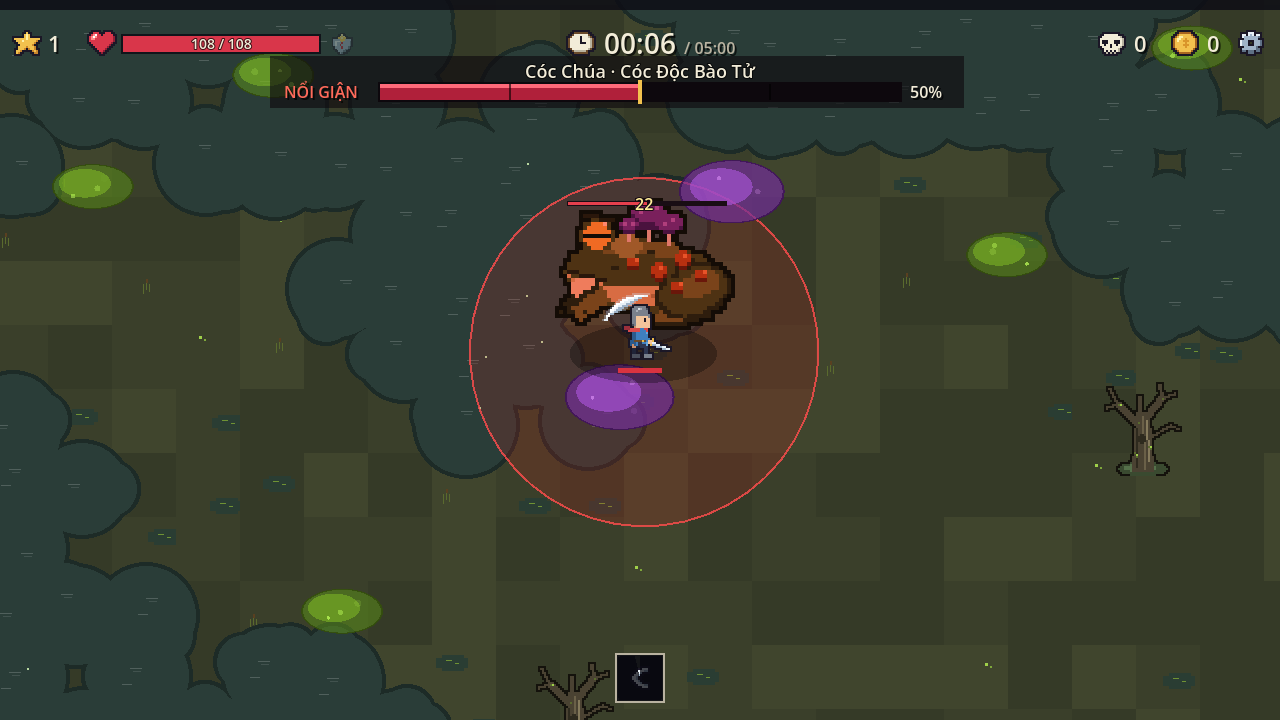 1
108 / 108
00:06 / 05:00
0
0
Cóc Chúa · Cóc Độc Bào Tử
NỔI GIẬN
50%
22